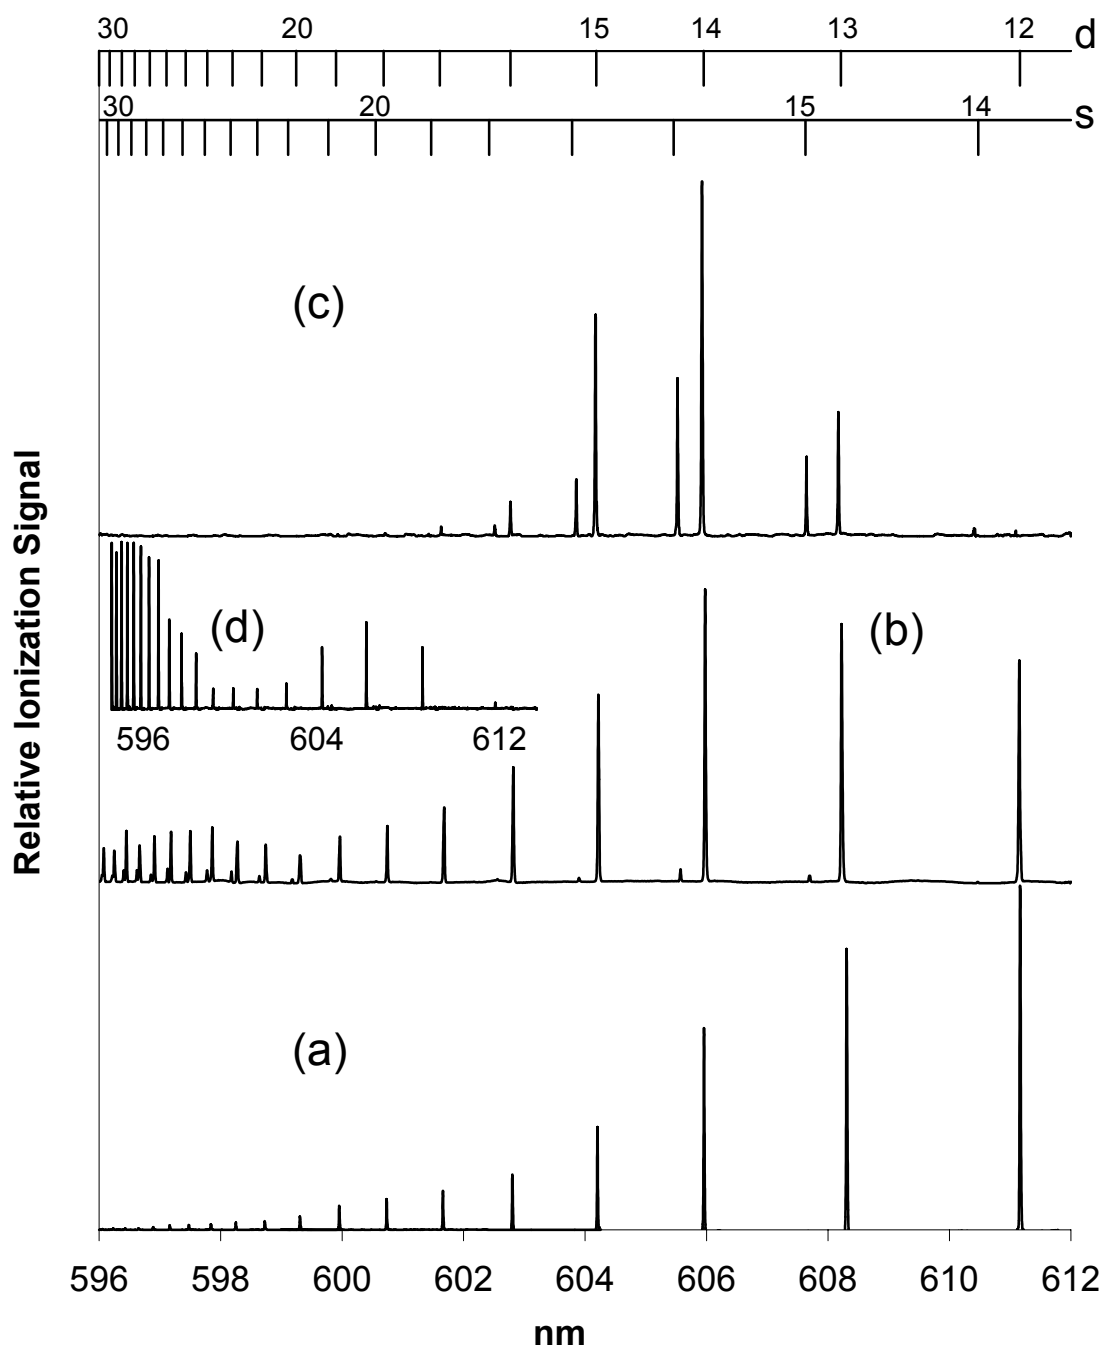 30 20 15 14 13 12 d
30 20 15 14 s
(c)
(d) (b)
596 604 612
(a)
Relative Ionization Signal
596 598 600 602 604 606 608 610 612
nm